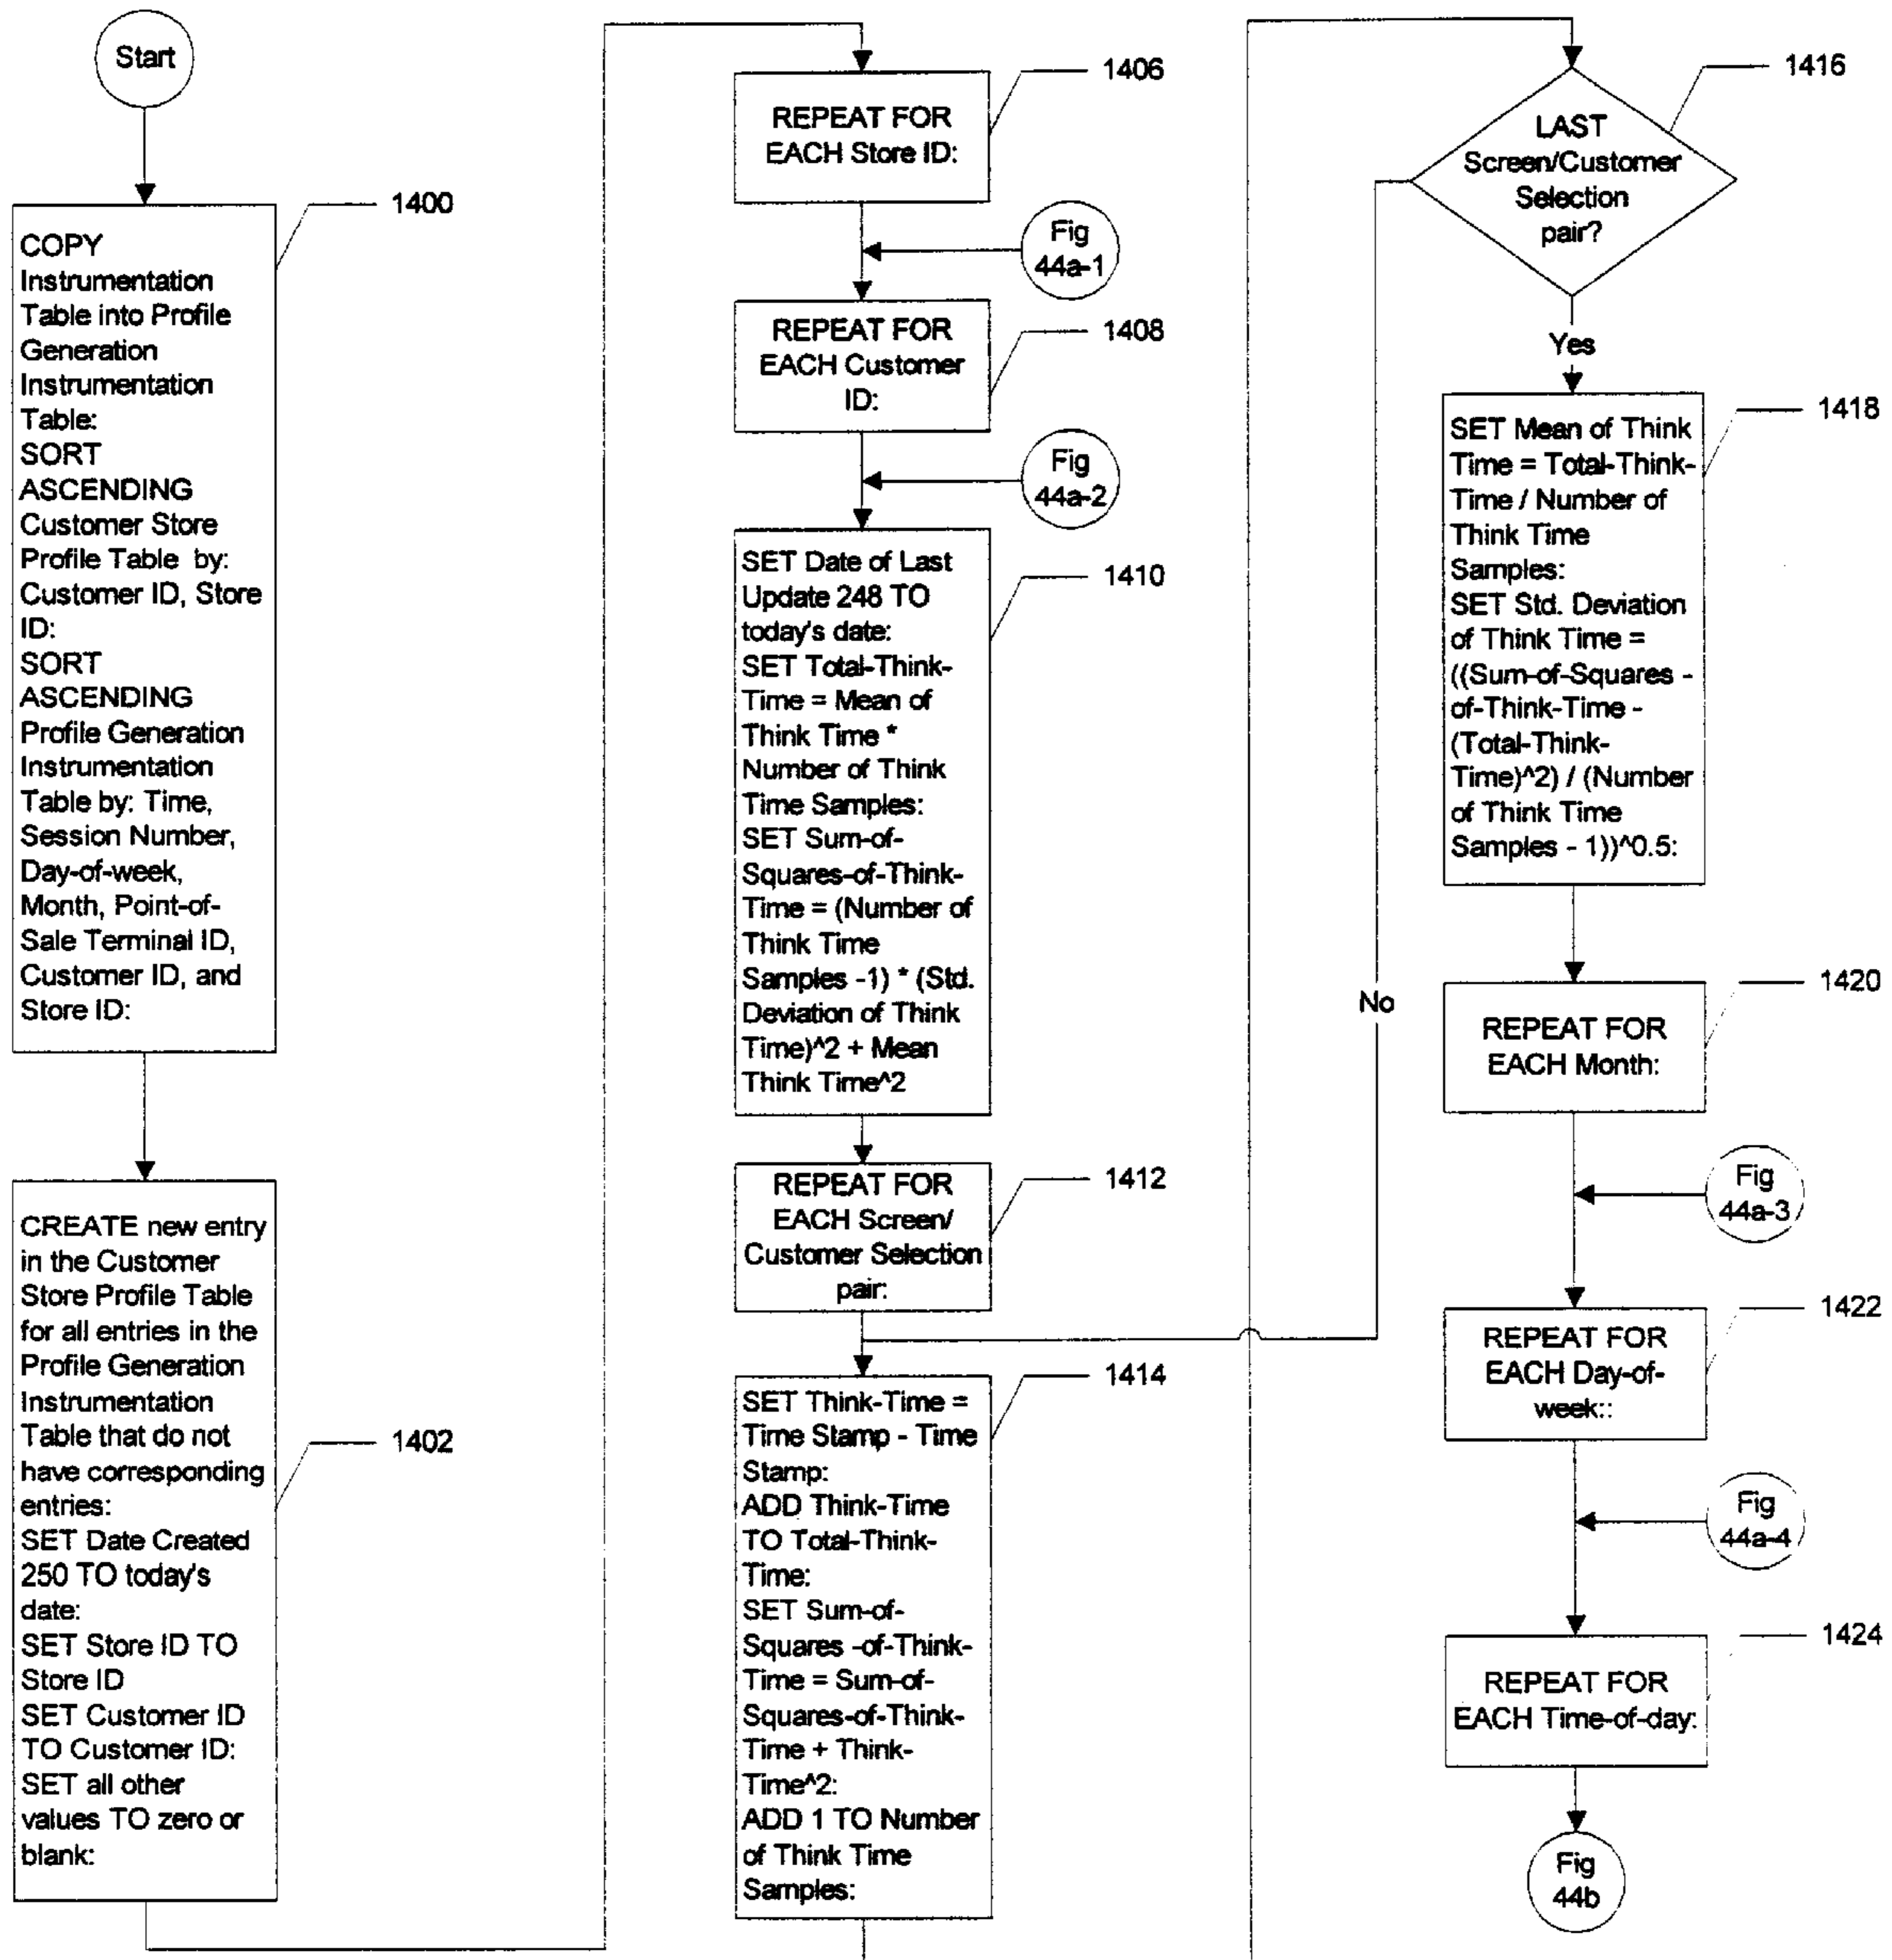 Start
1400
COPY
Instrumentation
Table into Profile
Generation
Instrumentation
Table:
SORT
ASCENDING
Customer Store
Profile Table by:
Customer ID, Store
ID:
SORT
ASCENDING
Profile Generation
Instrumentation
Table by: Time,
Session Number,
Day-of-week,
Month, Point-of-
Sale Terminal ID,
Customer ID, and
Store ID:
CREATE new entry
in the Customer
Store Profile Table
for all entries in the
Profile Generation
Instrumentation
Table that do not
have corresponding
entries:
SET Date Created
250 TO today's
date:
SET Store ID TO
Store ID
SET Customer ID
TO Customer ID:
SET all other
values TO zero or
blank:
1402
1406
REPEAT FOR
EACH Store ID:
Fig
44a-1
REPEAT FOR
EACH Customer
ID:
1408
Fig
44a-2
SET Date of Last
Update 248 TO
today's date:
SET Total-Think-
Time = Mean of
Think Time *
Number of Think
Time Samples:
SET Sum-of-
Squares-of-Think-
Time = (Number of
Think Time
Samples -1) * (Std.
Deviation of Think
Time)^2 + Mean
Think Time^2
1410
REPEAT FOR
EACH Screen/
Customer Selection
pair:
1412
SET Think-Time =
Time Stamp - Time
Stamp:
ADD Think-Time
TO Total-Think-
Time:
SET Sum-of-
Squares -of-Think-
Time = Sum-of-
Squares-of-Think-
Time + Think-
Time^2:
ADD 1 TO Number
of Think Time
Samples:
1414
1416
LAST
Screen/Customer
Selection
pair?
Yes
No
SET Mean of Think
Time = Total-Think-
Time / Number of
Think Time
Samples:
SET Std. Deviation
of Think Time =
((Sum-of-Squares -
of-Think-Time -
(Total-Think-
Time)^2) / (Number
of Think Time
Samples - 1))^0.5:
1418
REPEAT FOR
EACH Month:
1420
Fig
44a-3
REPEAT FOR
EACH Day-of-
week::
1422
Fig
44a-4
REPEAT FOR
EACH Time-of-day:
1424
Fig
44b